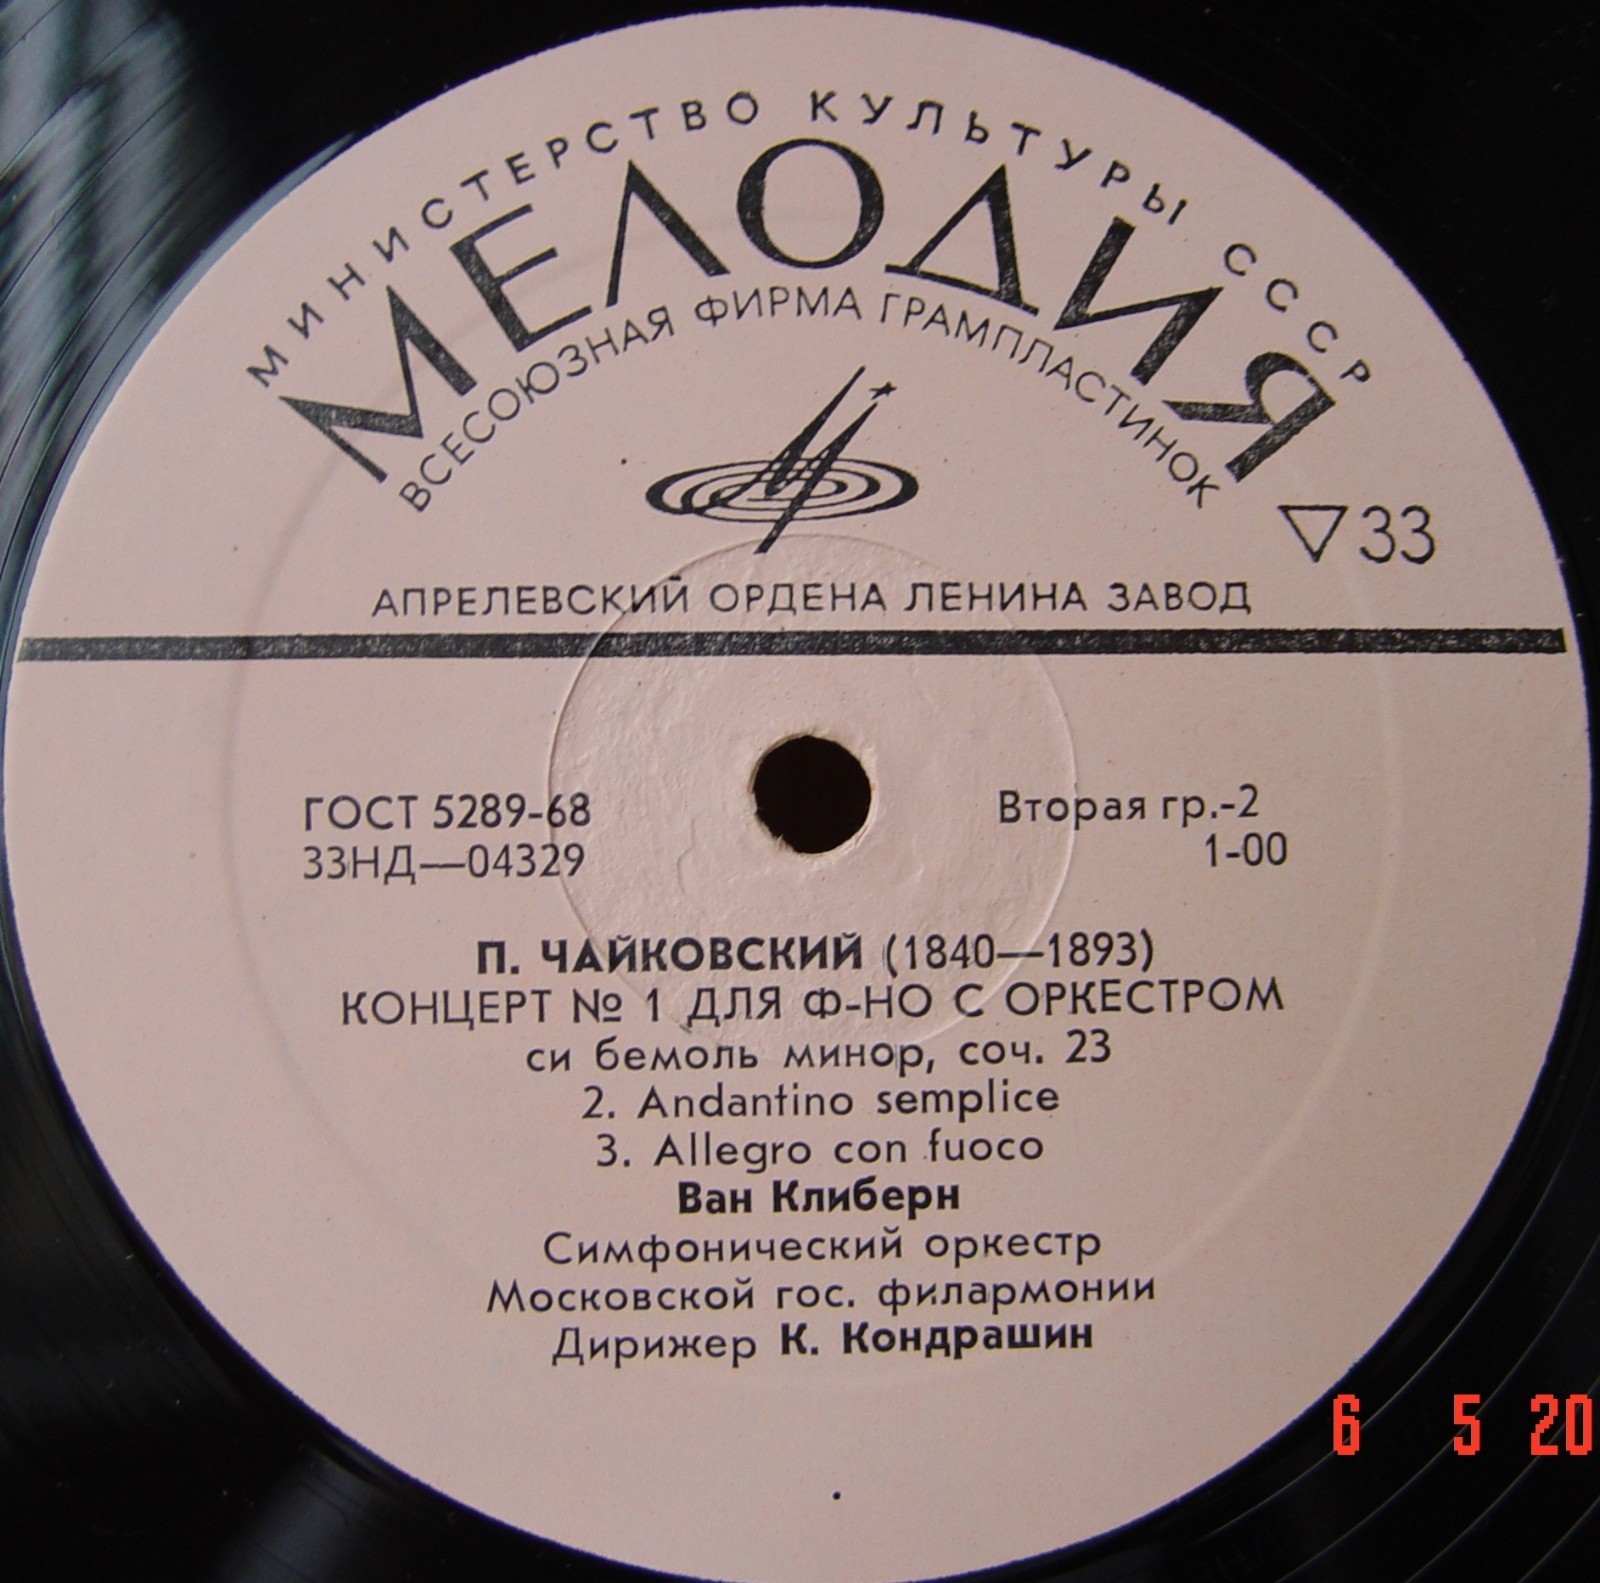 МИНИСТЕРСТВО КУЛЬТУРЫ СССР
МЕЛОДИЯ
ВСЕСОЮЗНАЯ ФИРМА ГРАМПЛАСТИНОК
▽33
АПРЕЛЕВСКИЙ ОРДЕНА ЛЕНИНА ЗАВОД
ГОСТ 5289-68
33НД—04329
Вторая гр.-2
1-00
П. ЧАЙКОВСКИЙ (1840—1893)
КОНЦЕРТ № 1 ДЛЯ Ф-НО С ОРКЕСТРОМ
си бемоль минор, соч. 23
2. Andantino semplice
3. Allegro con fuoco
Ван Клиберн
Симфонический оркестр
Московской гос. филармонии
Дирижер К. Кондрашин
6 5 20